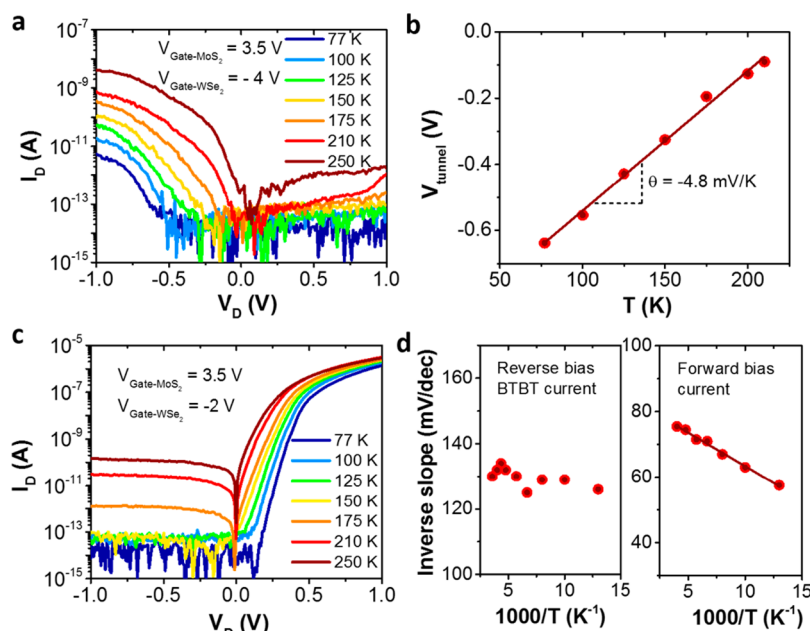 a
V_Gate-MoS₂ = 3.5 V
V_Gate-WSe₂ = - 4 V
77 K
100 K
125 K
150 K
175 K
210 K
250 K
10⁻⁷
10⁻⁹
10⁻¹¹
10⁻¹³
10⁻¹⁵
I_D (A)
-1.0 -0.5 0.0 0.5 1.0
V_D (V)
b
0.0
-0.2
-0.4
-0.6
V_tunnel (V)
θ = -4.8 mV/K
50 100 150 200
T (K)
c
V_Gate-MoS₂ = 3.5 V
V_Gate-WSe₂ = -2 V
77 K
100 K
125 K
150 K
175 K
210 K
250 K
10⁻⁵
10⁻⁷
10⁻⁹
10⁻¹¹
10⁻¹³
10⁻¹⁵
I_D (A)
-1.0 -0.5 0.0 0.5 1.0
V_D (V)
d
Reverse bias
BTBT current
160
140
120
100
Inverse slope (mV/dec)
5 10 15
1000/T (K⁻¹)
Forward bias
current
100
80
60
40
5 10 15
1000/T (K⁻¹)